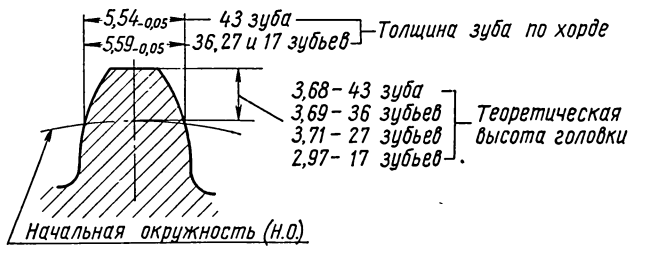 5,54-0,05 43 зуба
5,59-0,05 36,27 и 17 зубьев
Толщина зуба по хорде
3,68-43 зуба
3,69-36 зубьев
3,71-27 зубьев
2,97-17 зубьев
Теоретическая
высота головки
Начальная окружность (Н.О.)